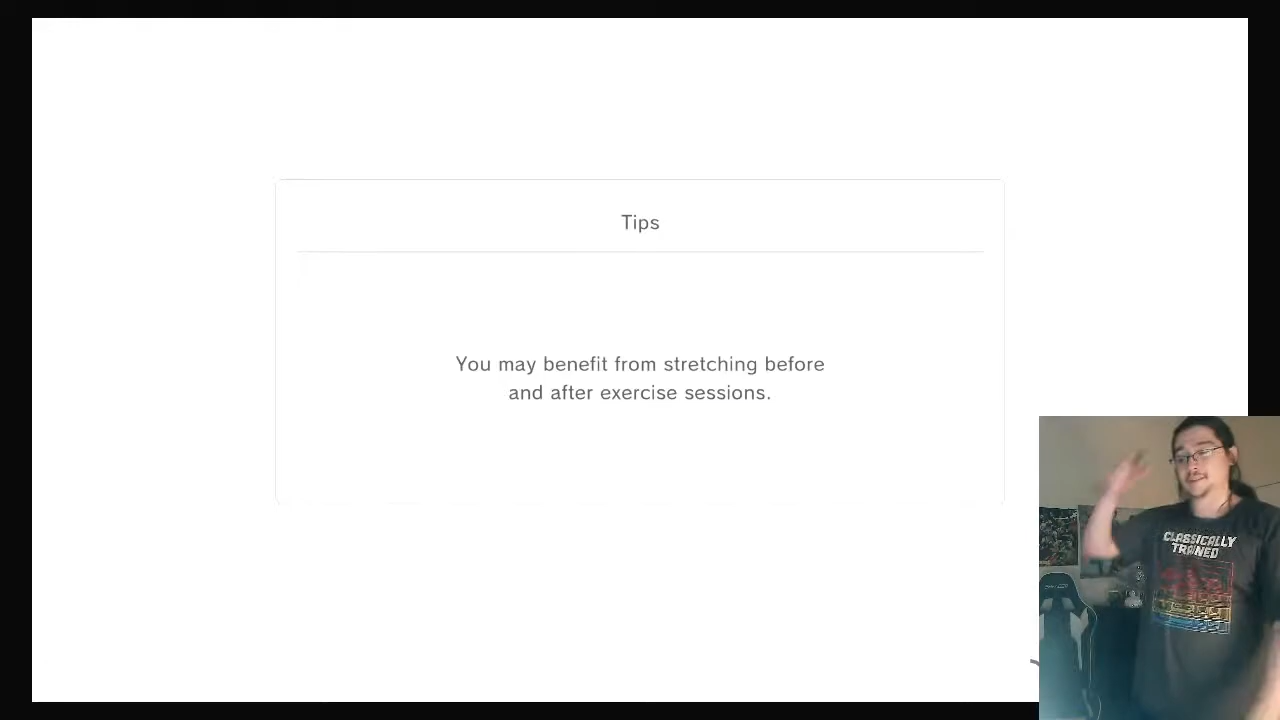 Tips
You may benefit from stretching before
and after exercise sessions.
CLASSICALLY
TRAINED